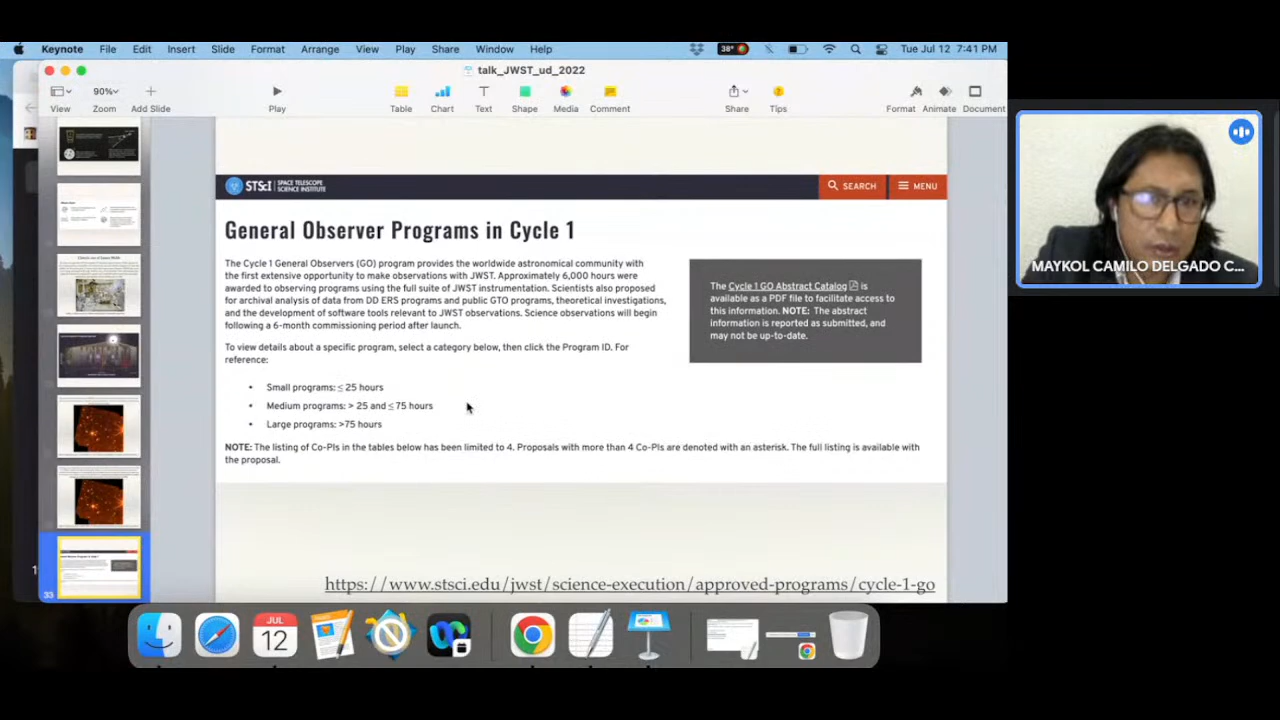 Keynote File Edit Insert Slide Format Arrange View Play Share Window Help 38° Tue Jul 12 7:41 PM
talk_JWST_ud_2022
90%
View Zoom Add Slide Play Table Chart Text Shape Media Comment Share Tips Format Animate Document
STScI | SPACE TELESCOPE SCIENCE INSTITUTE
SEARCH MENU
General Observer Programs in Cycle 1
The Cycle 1 General Observers (GO) program provides the worldwide astronomical community with
the first extensive opportunity to make observations with JWST. Approximately 6,000 hours were
awarded to observing programs using the full suite of JWST instrumentation. Scientists also proposed
for archival analysis of data from DD ERS programs and public GTO programs, theoretical investigations,
and the development of software tools relevant to JWST observations. Science observations will begin
following a 6-month commissioning period after launch.
The Cycle 1 GO Abstract Catalog is
available as a PDF file to facilitate access to
this information. NOTE: The abstract
information is reported as submitted, and
may not be up-to-date.
To view details about a specific program, select a category below, then click the Program ID. For
reference:
• Small programs: ≤ 25 hours
• Medium programs: > 25 and ≤ 75 hours
• Large programs: >75 hours
NOTE: The listing of Co-PIs in the tables below has been limited to 4. Proposals with more than 4 Co-PIs are denoted with an asterisk. The full listing is available with
the proposal.
https://www.stsci.edu/jwst/science-execution/approved-programs/cycle-1-go
33
JUL
12
MAYKOL CAMILO DELGADO C...